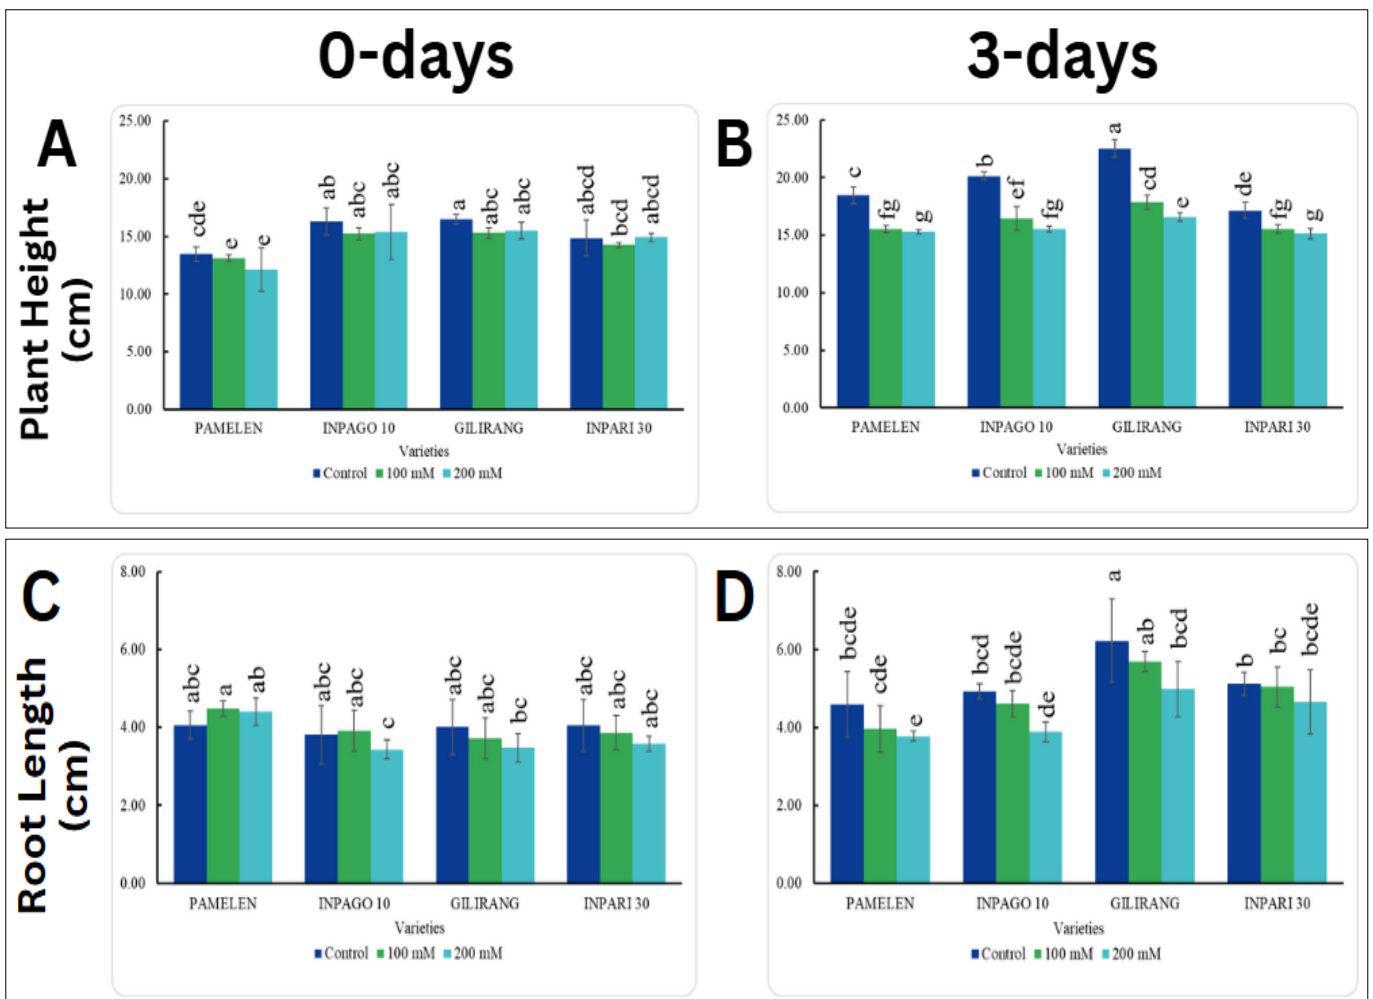 0-days
3-days
A
Plant Height
(cm)
25.00
20.00
15.00
10.00
5.00
0.00
cde e e
ab abc abc
a abc abc
abcd bcd abcd
PAMELEN INPAGO 10 GILIRANG INPARI 30
Varieties
Control 100 mM 200 mM
B
25.00
20.00
15.00
10.00
5.00
0.00
c fg g
b ef fg
a cd e
de fg g
PAMELEN INPAGO 10 GILIRANG INPARI 30
Varieties
Control 100 mM 200 mM
C
Root Length
(cm)
8.00
6.00
4.00
2.00
0.00
abc a ab
abc abc c
abc abc bc
abc abc abc
PAMELEN INPAGO 10 GILIRANG INPARI 30
Varieties
Control 100 mM 200 mM
D
8.00
6.00
4.00
2.00
0.00
bcde cde e
bcd bcde de
a ab bcd
b bc bcde
PAMELEN INPAGO 10 GILIRANG INPARI 30
Varieties
Control 100 mM 200 mM